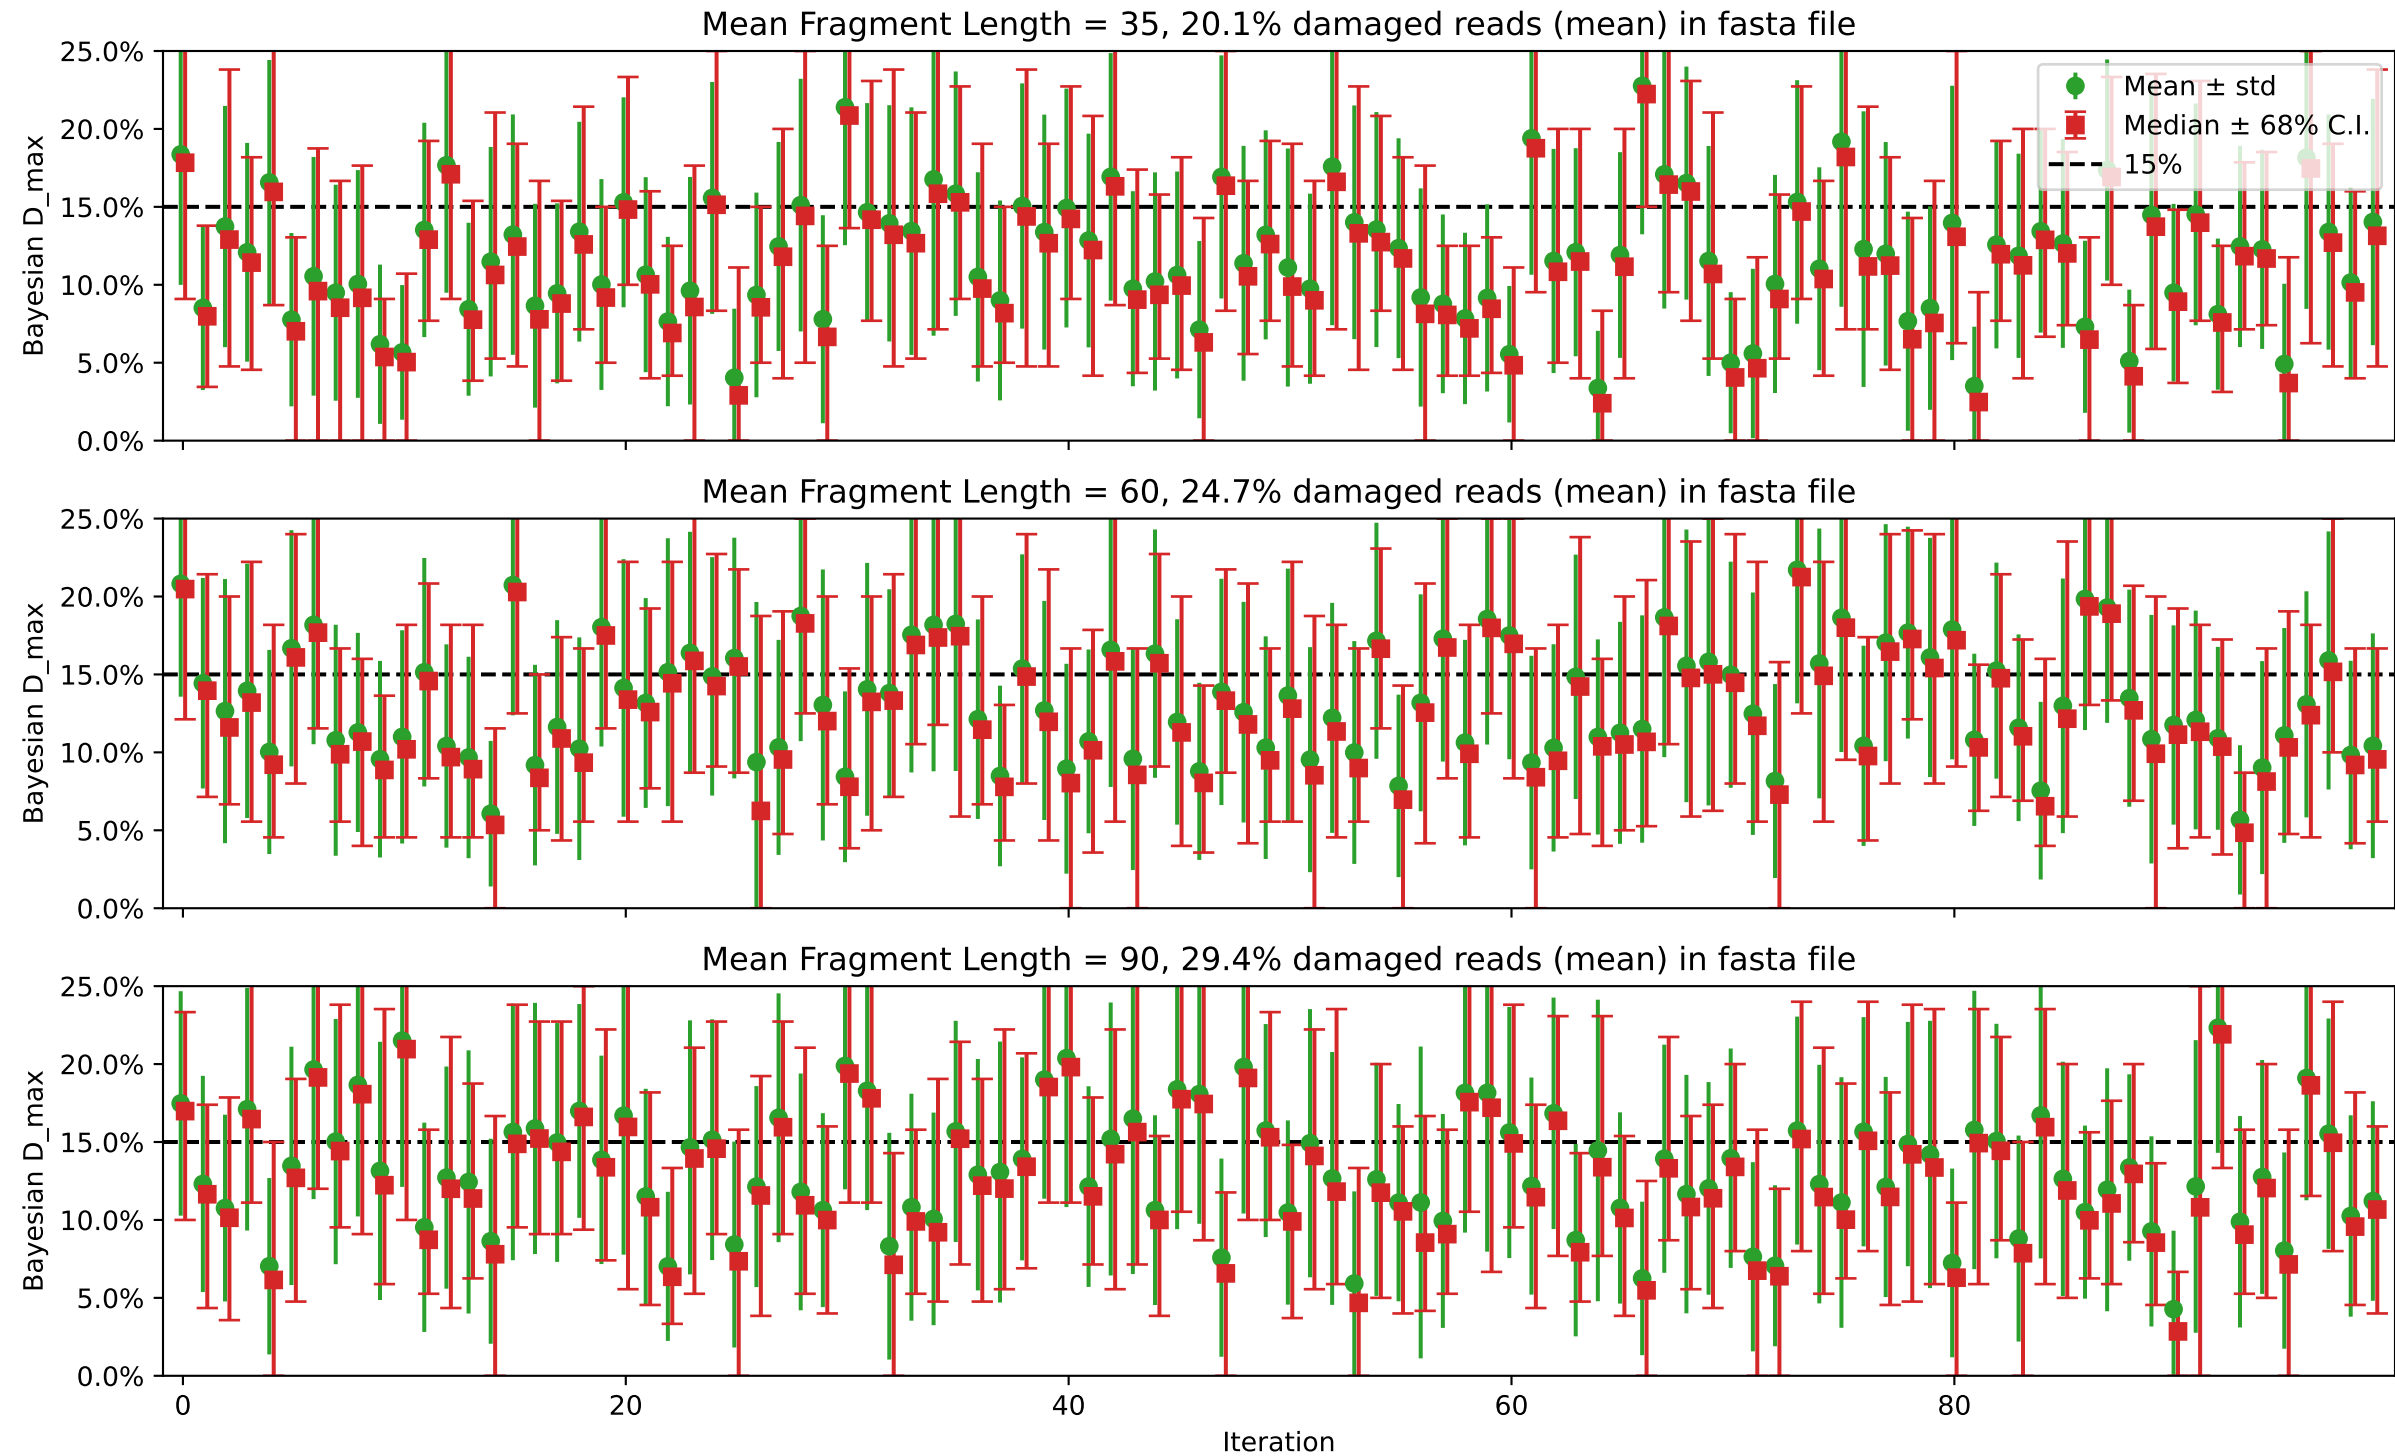 Mean Fragment Length = 35, 20.1% damaged reads (mean) in fasta file
25.0%
20.0%
15.0%
10.0%
5.0%
0.0%
Bayesian D_max
Mean ± std
Median ± 68% C.I.
15%
Mean Fragment Length = 60, 24.7% damaged reads (mean) in fasta file
25.0%
20.0%
15.0%
10.0%
5.0%
0.0%
Bayesian D_max
Mean Fragment Length = 90, 29.4% damaged reads (mean) in fasta file
25.0%
20.0%
15.0%
10.0%
5.0%
0.0%
Bayesian D_max
0 20 40 60 80
Iteration